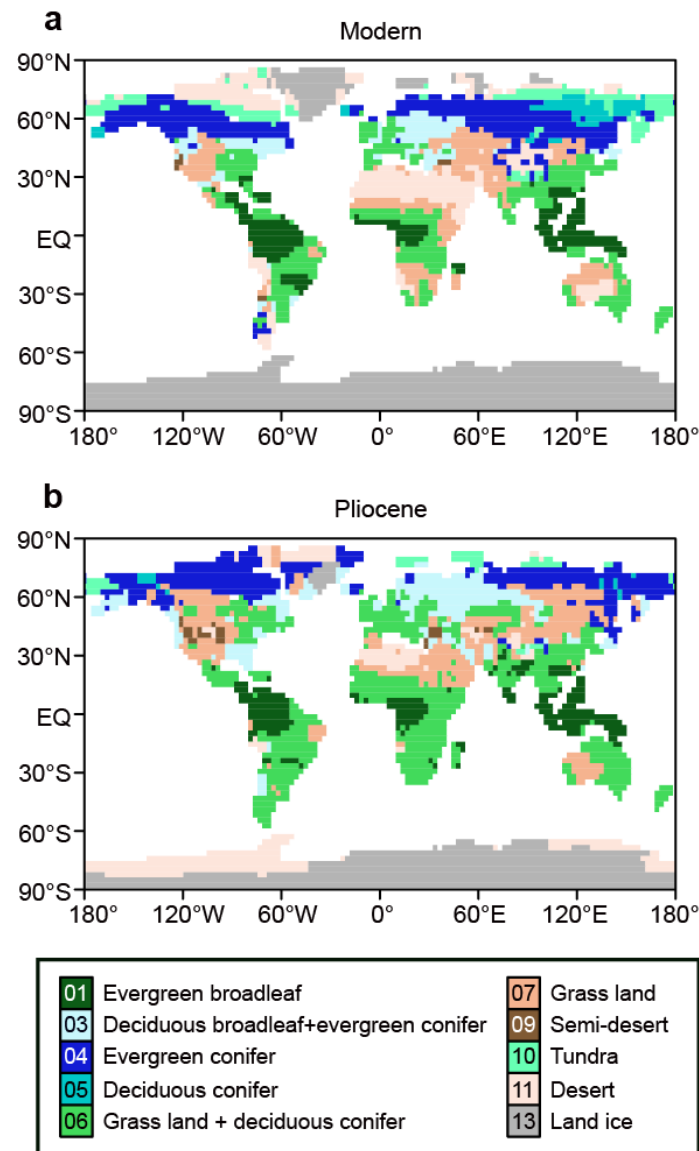 a
Modern
90°N
60°N
30°N
EQ
30°S
60°S
90°S
180° 120°W 60°W 0° 60°E 120°E 180°
b
Pliocene
90°N
60°N
30°N
EQ
30°S
60°S
90°S
180° 120°W 60°W 0° 60°E 120°E 180°
01 Evergreen broadleaf
03 Deciduous broadleaf+evergreen conifer
04 Evergreen conifer
05 Deciduous conifer
06 Grass land + deciduous conifer
07 Grass land
09 Semi-desert
10 Tundra
11 Desert
13 Land ice